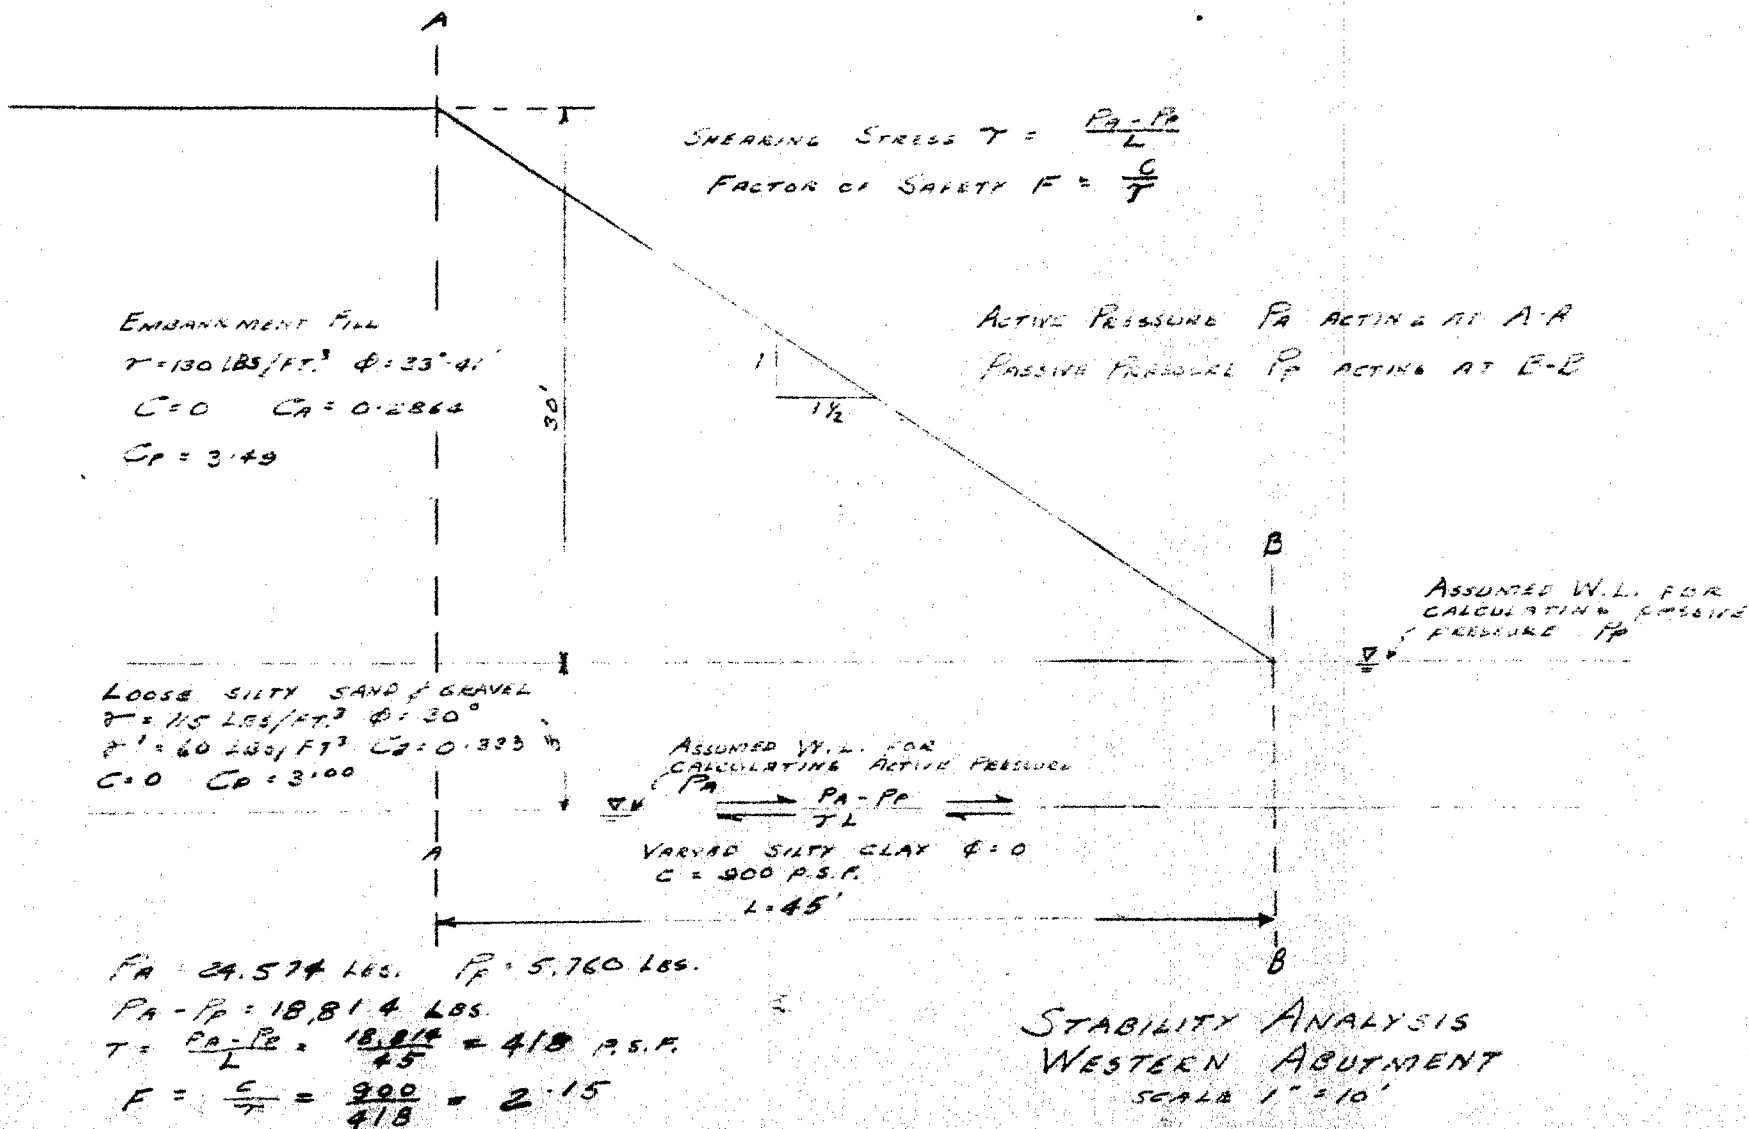 A
SHEARING STRESS τ = PA - PP / L
FACTOR OF SAFETY F = C / τ
EMBANKMENT FILL
γ = 130 LBS/FT.³ φ = 33°-41'
C = 0 CA = 0.2864
CP = 3.49
30'
1
1½
ACTIVE PRESSURE PA ACTING AT A-A
PASSIVE PRESSURE PP ACTING AT B-B
B
ASSUMED W.L. FOR
CALCULATING PASSIVE
PRESSURE PP
LOOSE SILTY SAND & GRAVEL
γ = 115 LBS/FT.³ φ = 30°
γ' = 60 LBS/FT³ CA = 0.333
C = 0 CP = 3.00
ASSUMED W.L. FOR
CALCULATING ACTIVE PRESSURE
PA
PA - PP
τ L
A
VARVED SILTY CLAY φ = 0
C = 900 P.S.F.
L = 45'
B
PA = 24,574 LBS. PP = 5,760 LBS.
PA - PP = 18,814 LBS.
τ = PA - PP / L = 18,814 / 45 = 418 P.S.F.
F = C / τ = 900 / 418 = 2.15
STABILITY ANALYSIS
WESTERN ABUTMENT
SCALE 1" = 10'